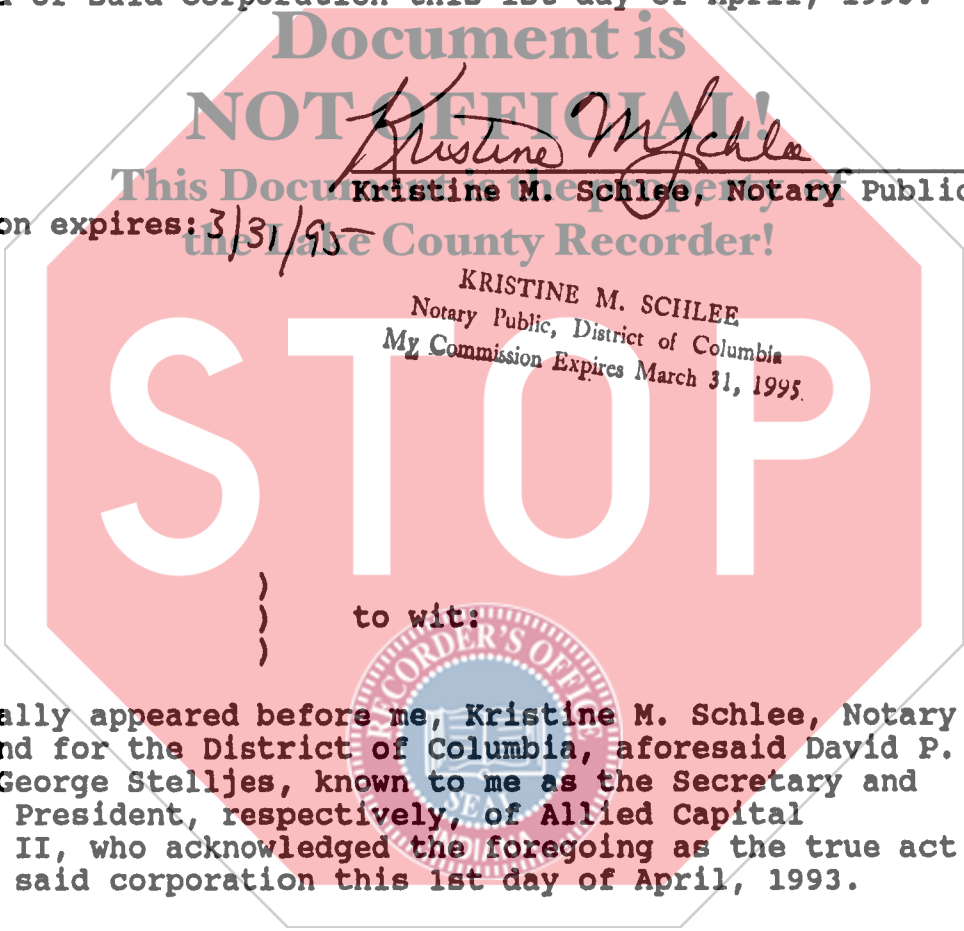 of said Corporation this 1st day of April, 1993.
Document is
NOT OFFICIAL!
Kristine M Schlee
This Document is the property of
Kristine M. Schlee, Notary Public
on expires: 3/31/95
the Lake County Recorder!
KRISTINE M. SCHLEE
Notary Public, District of Columbia
My Commission Expires March 31, 1995.
STOP
)
) to wit:
)
RECORDER'S OFFICE
ally appeared before me, Kristine M. Schlee, Notary
nd for the District of Columbia, aforesaid David P.
George Stelljes, known to me as the Secretary and
President, respectively, of Allied Capital
II, who acknowledged the foregoing as the true act
said corporation this 1st day of April, 1993.
SEAL
INDIANA